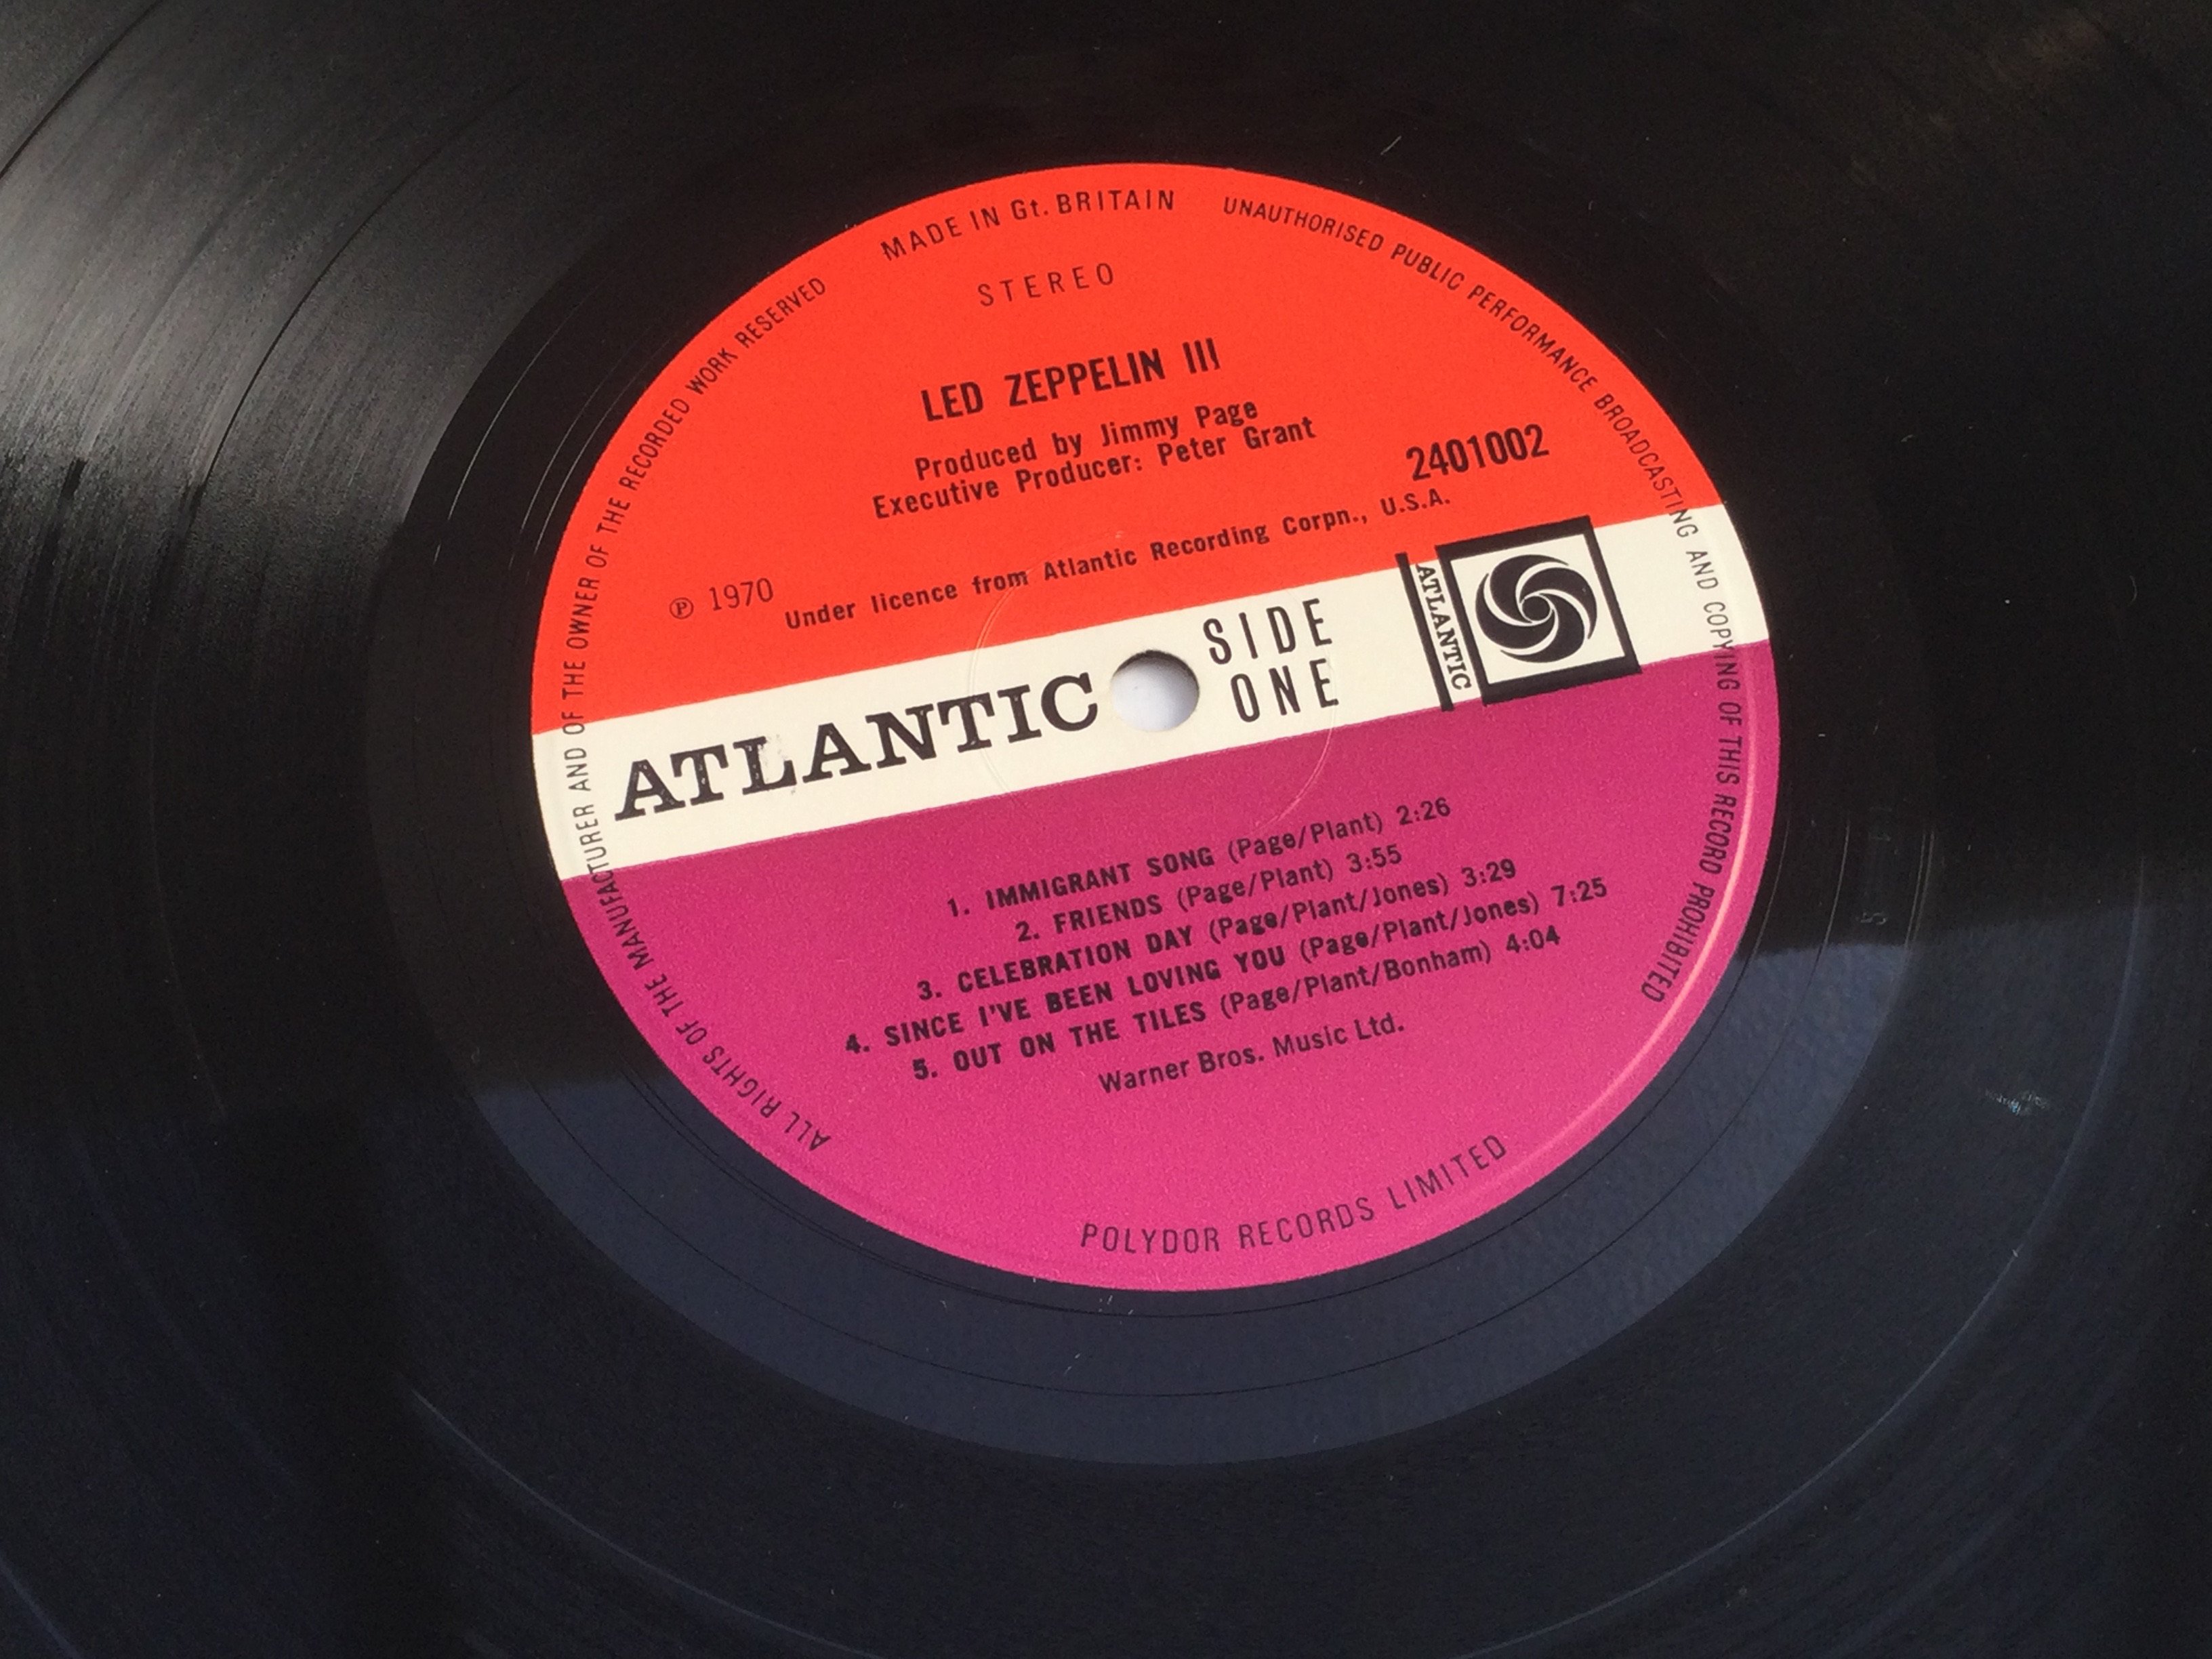 MADE IN Gt. BRITAIN
UNAUTHORISED PUBLIC PERFORMANCE BROADCASTING AND COPYING OF THIS RECORD PROHIBITED
ALL RIGHTS OF THE MANUFACTURER AND OF THE OWNER OF THE RECORDED WORK RESERVED
STEREO
LED ZEPPELIN III
Produced by Jimmy Page
Executive Producer: Peter Grant
2401002
℗ 1970
Under licence from Atlantic Recording Corpn., U.S.A.
ATLANTIC
SIDE
ONE
ATLANTIC
1. IMMIGRANT SONG (Page/Plant) 2:26
2. FRIENDS (Page/Plant) 3:55
3. CELEBRATION DAY (Page/Plant/Jones) 3:29
4. SINCE I'VE BEEN LOVING YOU (Page/Plant/Jones) 7:25
5. OUT ON THE TILES (Page/Plant/Bonham) 4:04
Warner Bros. Music Ltd.
POLYDOR RECORDS LIMITED